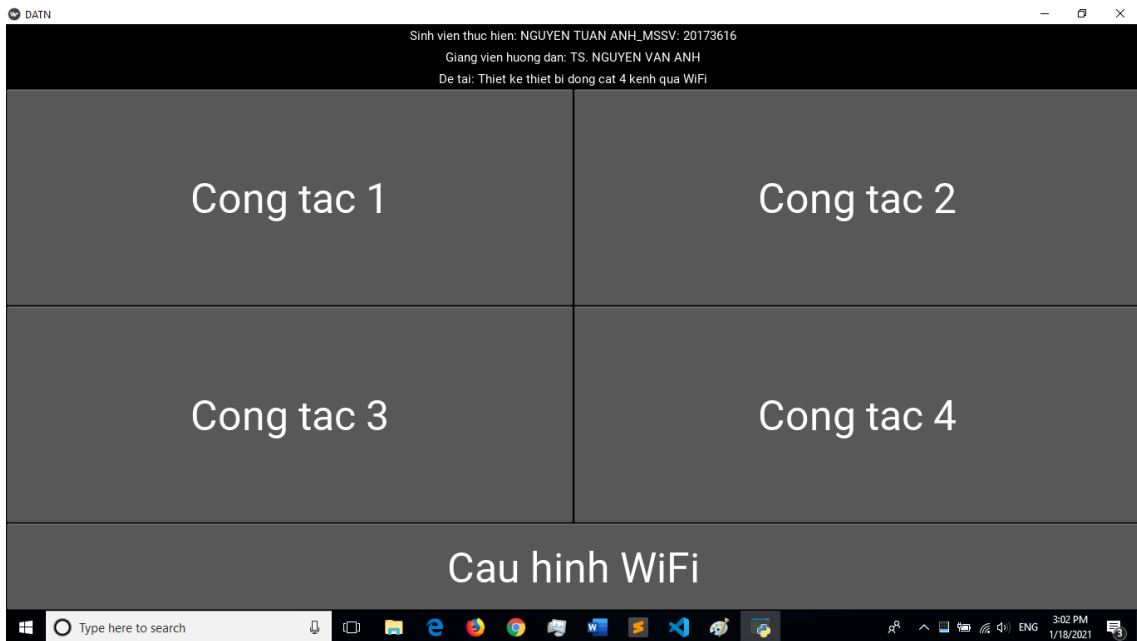 DATN
Sinh vien thuc hien: NGUYEN TUAN ANH_MSSV: 20173616
Giang vien huong dan: TS. NGUYEN VAN ANH
De tai: Thiet ke thiet bi dong cat 4 kenh qua WiFi
Cong tac 1
Cong tac 2
Cong tac 3
Cong tac 4
Cau hinh WiFi
Type here to search
ENG
3:02 PM
1/18/2021
3